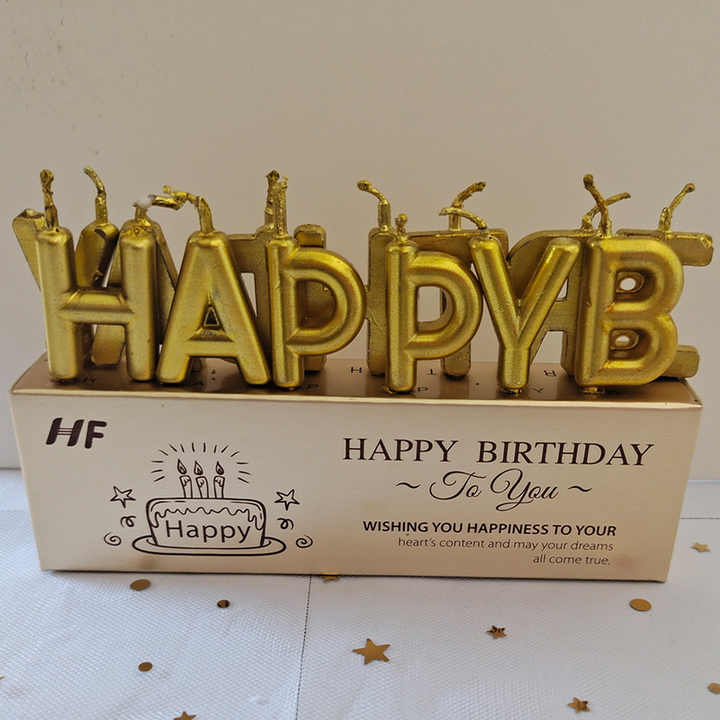 HAPPYB
HF
Happy
HAPPY BIRTHDAY
~ To You ~
WISHING YOU HAPPINESS TO YOUR
heart's content and may your dreams
all come true.